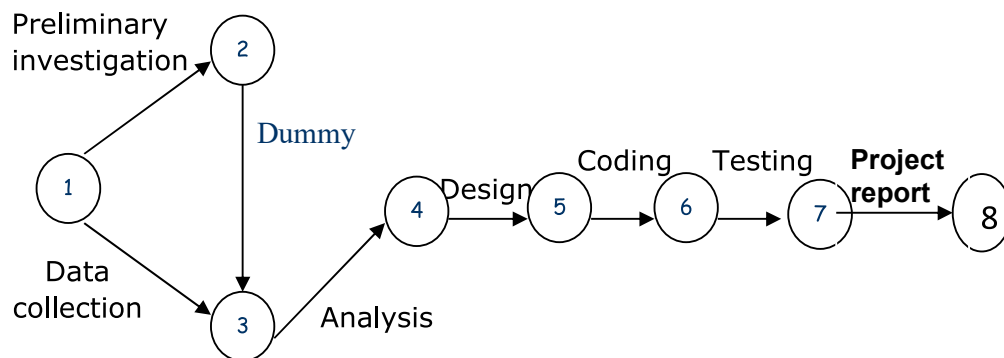 Preliminary
investigation
2
Dummy
1
Data
collection
3
Analysis
4
Design
5
Coding
6
Testing
7
Project
report
8